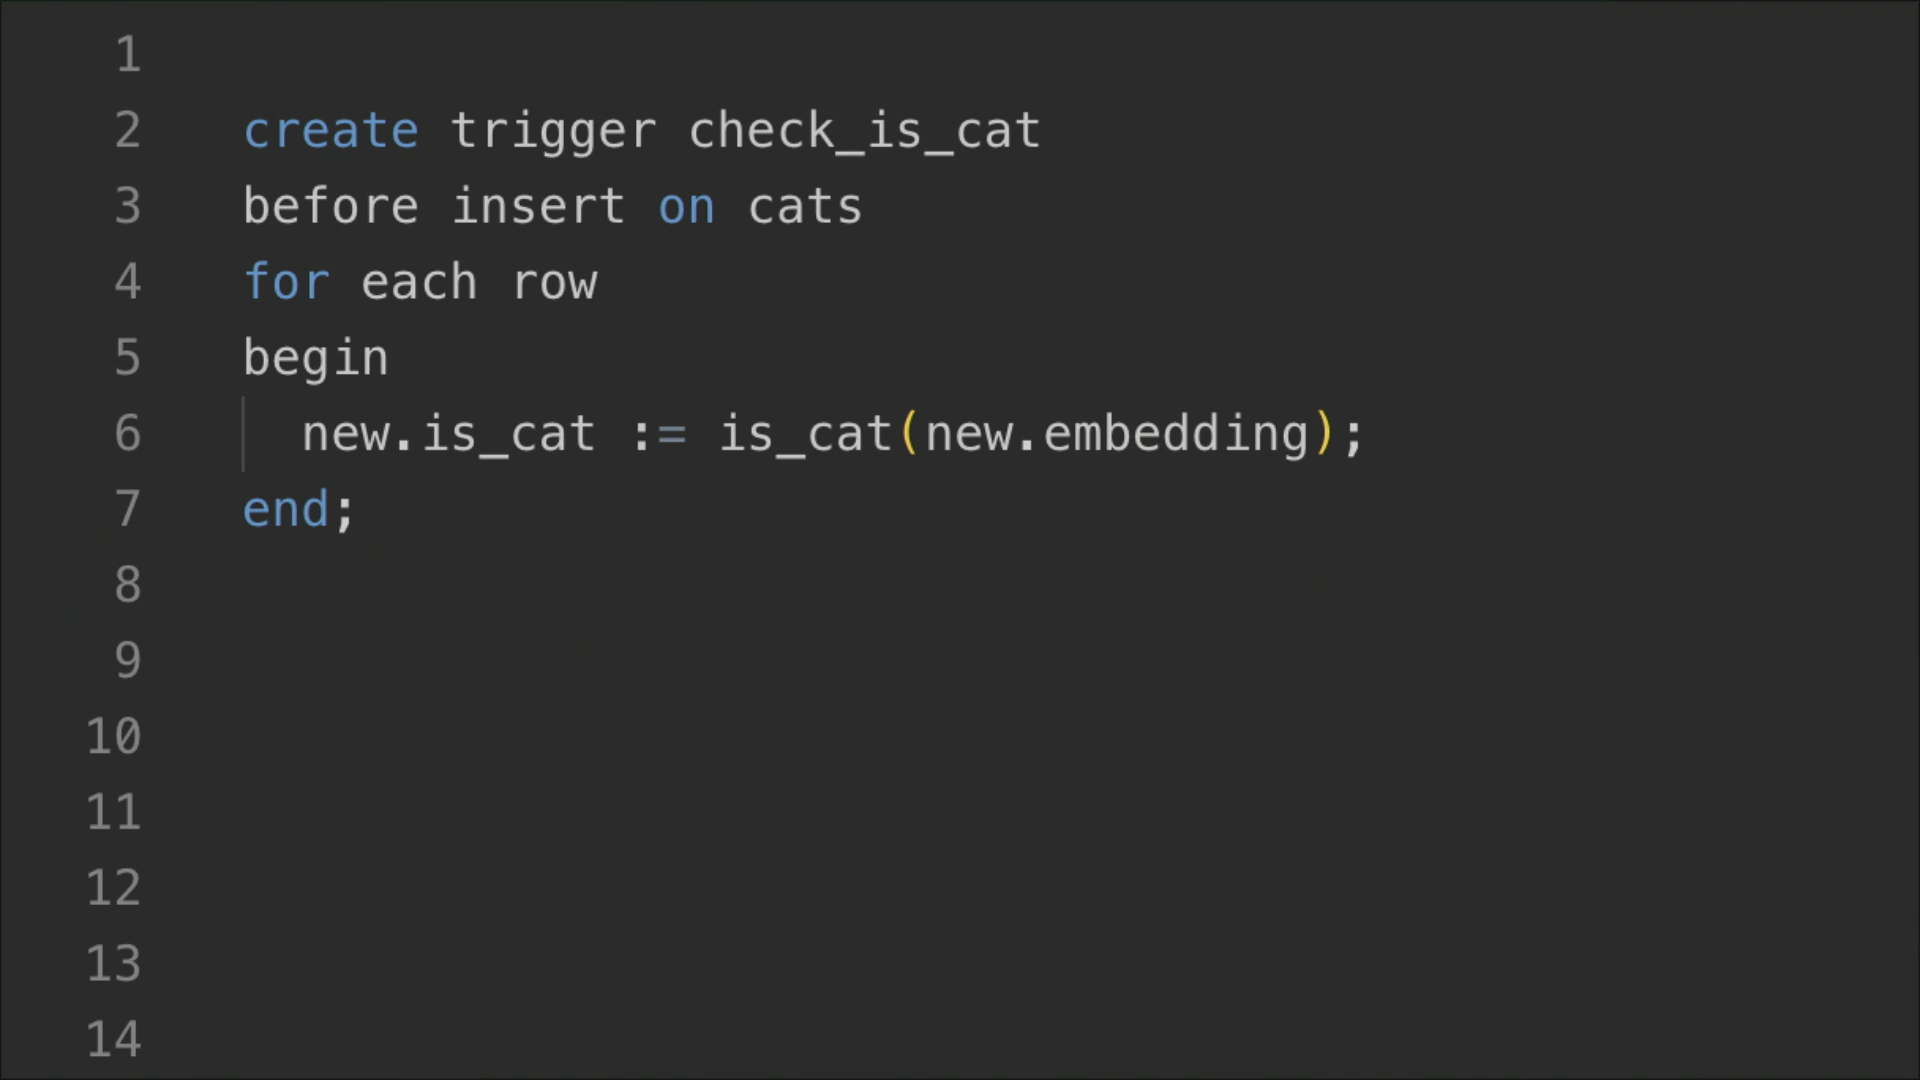 1
2 create trigger check_is_cat
3 before insert on cats
4 for each row
5 begin
6 new.is_cat := is_cat(new.embedding);
7 end;
8
9
10
11
12
13
14